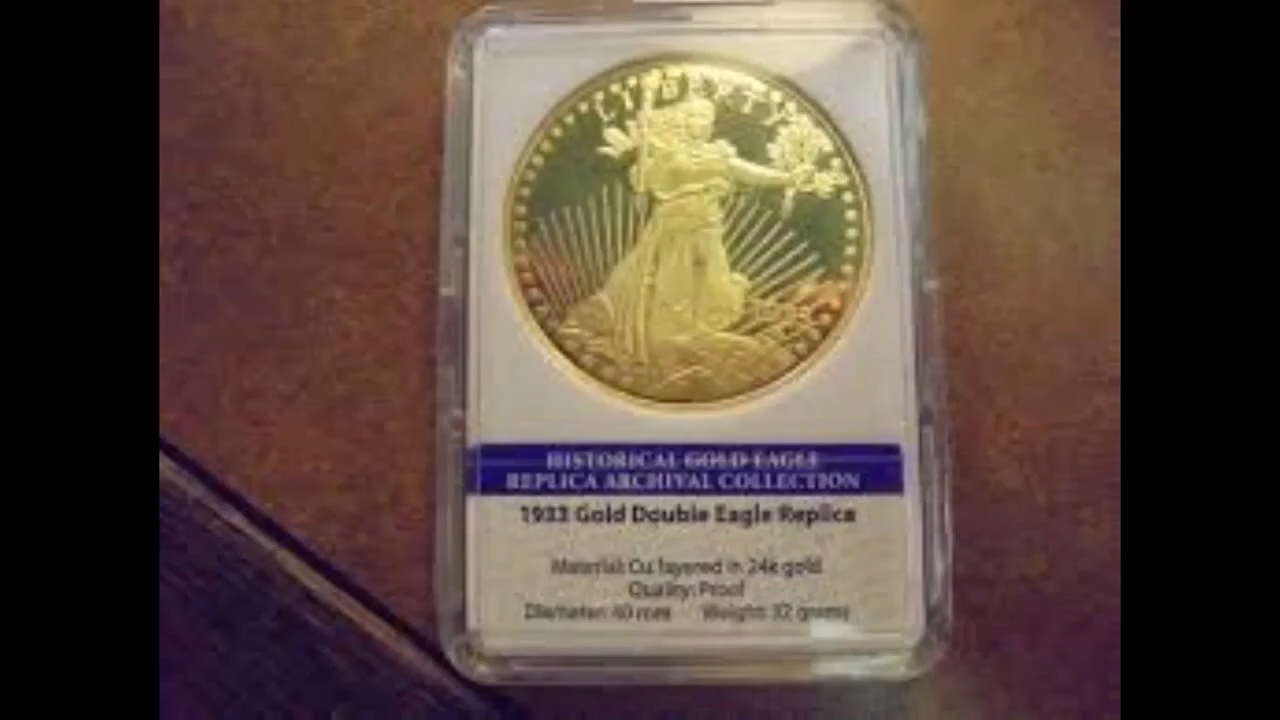 LIBERTY
HISTORICAL GOLD EAGLE
REPLICA ARCHIVAL COLLECTION
1933 Gold Double Eagle Replica
Material: Cu layered in 24k gold
Quality: Proof
Diameter: 40 mm Weight: 32 grams